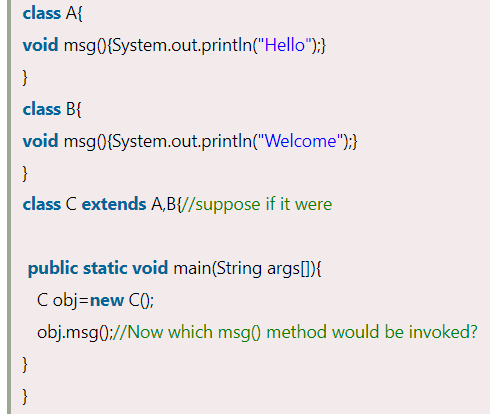 class A{
void msg(){System.out.println("Hello");}
}
class B{
void msg(){System.out.println("Welcome");}
}
class C extends A,B{//suppose if it were
public static void main(String args[]){
C obj=new C();
obj.msg();//Now which msg() method would be invoked?
}
}